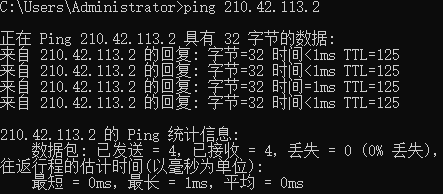 C:\Users\Administrator>ping 210.42.113.2
正在 Ping 210.42.113.2 具有 32 字节的数据:
来自 210.42.113.2 的回复: 字节=32 时间<1ms TTL=125
来自 210.42.113.2 的回复: 字节=32 时间<1ms TTL=125
来自 210.42.113.2 的回复: 字节=32 时间=1ms TTL=125
来自 210.42.113.2 的回复: 字节=32 时间<1ms TTL=125
210.42.113.2 的 Ping 统计信息:
数据包: 已发送 = 4, 已接收 = 4, 丢失 = 0 (0% 丢失),
往返行程的估计时间(以毫秒为单位):
最短 = 0ms, 最长 = 1ms, 平均 = 0ms